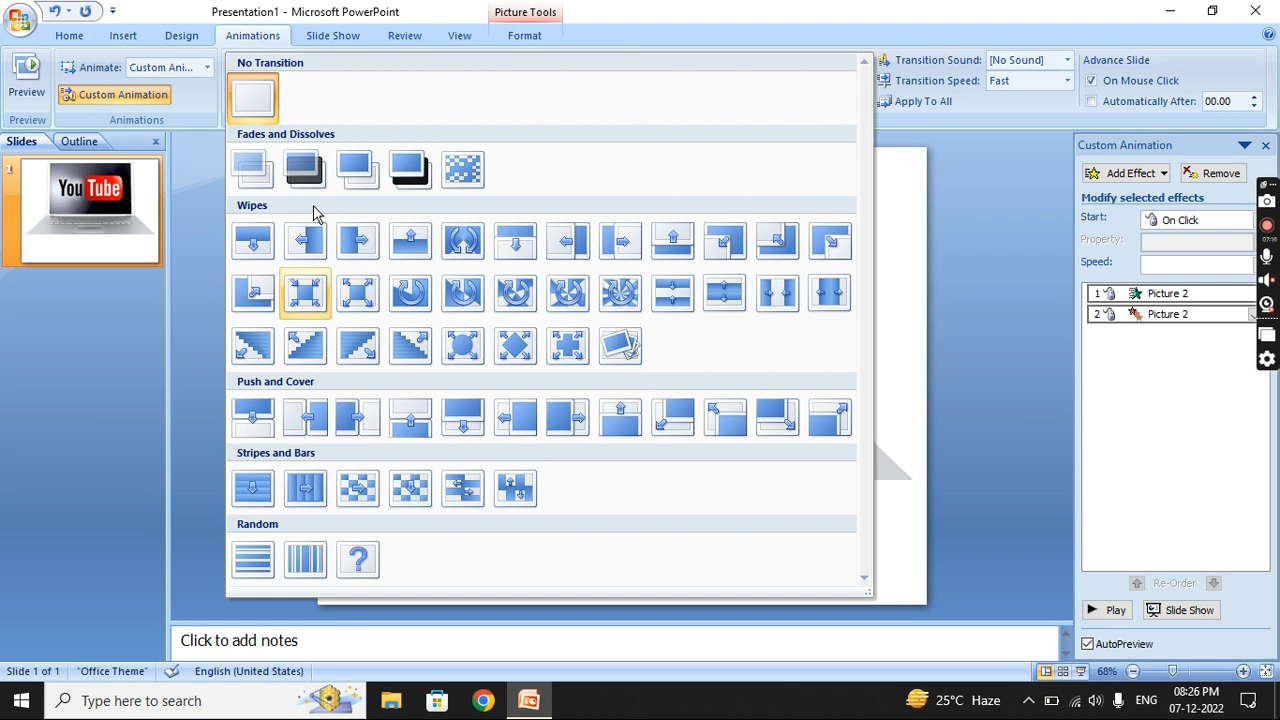 Presentation1 - Microsoft PowerPoint
Picture Tools
Home
Insert
Design
Animations
Slide Show
Review
View
Format
Preview
Preview
Animate:
Custom Ani...
Custom Animation
Animations
No Transition
Fades and Dissolves
Wipes
Push and Cover
Stripes and Bars
Random
?
Transition Sound:
[No Sound]
Transition Speed:
Fast
Apply To All
Advance Slide
On Mouse Click
Automatically After:
00.00
Slides
Outline
1
YouTube
Custom Animation
Add Effect
Remove
Modify selected effects
Start:
On Click
Property:
Speed:
1
Picture 2
2
Picture 2
Re-Order
Play
Slide Show
AutoPreview
07:16
Click to add notes
Slide 1 of 1
"Office Theme"
English (United States)
68%
Type here to search
25°C Haze
ENG
08:26 PM
07-12-2022